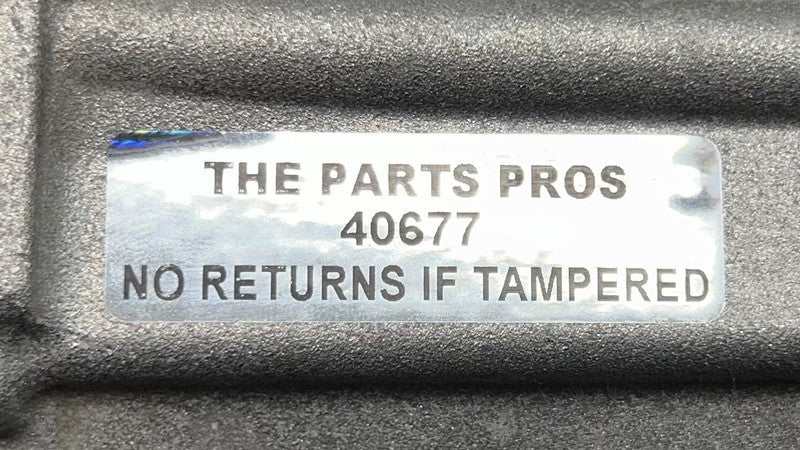 THE PARTS PROS
40677
NO RETURNS IF TAMPERED